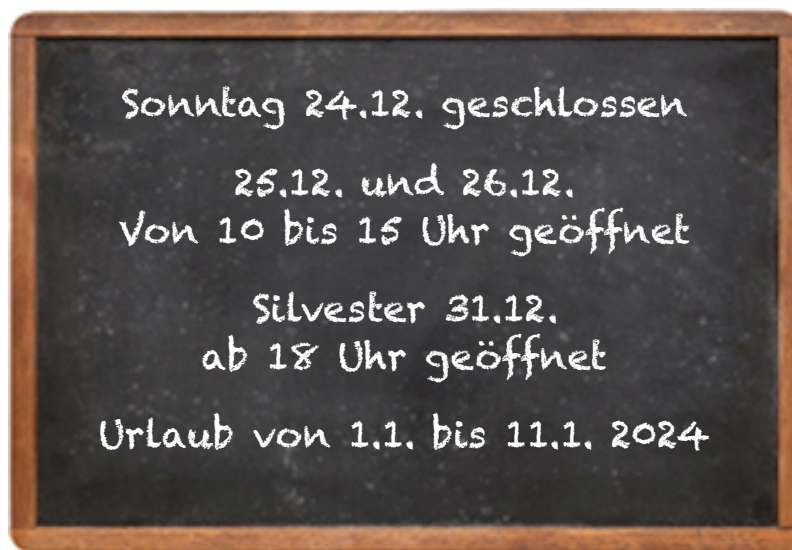 Sonntag 24.12. geschlossen
25.12. und 26.12.
Von 10 bis 15 Uhr geöffnet
Silvester 31.12.
ab 18 Uhr geöffnet
Urlaub von 1.1. bis 11.1. 2024